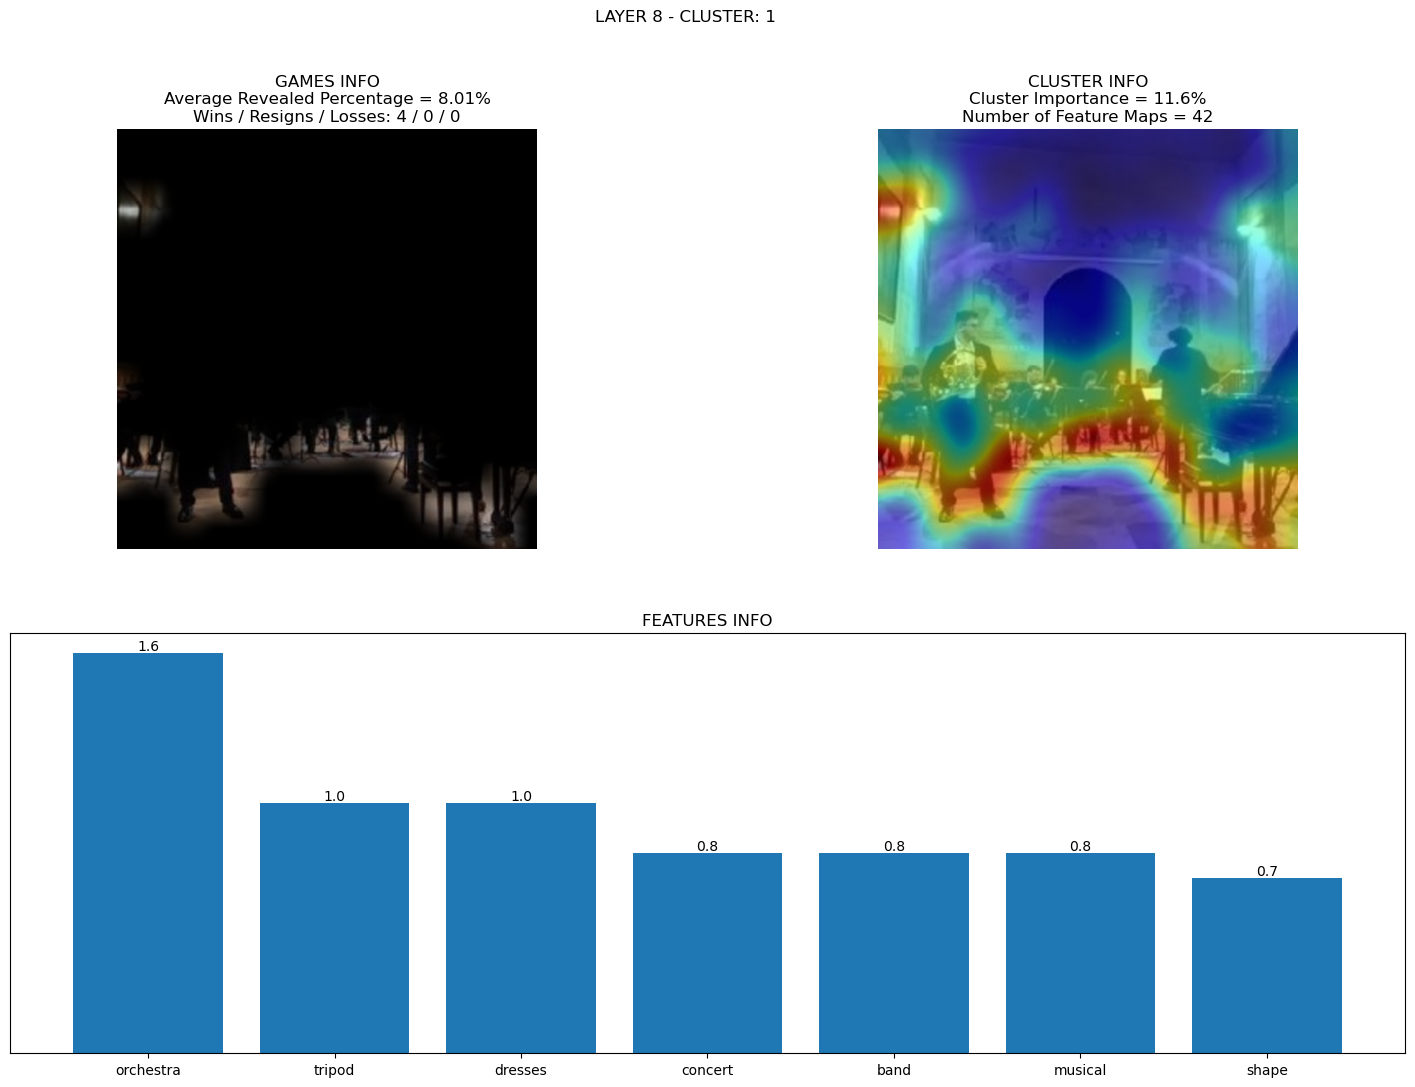 LAYER 8 - CLUSTER: 1
GAMES INFO
Average Revealed Percentage = 8.01%
Wins / Resigns / Losses: 4 / 0 / 0
CLUSTER INFO
Cluster Importance = 11.6%
Number of Feature Maps = 42
FEATURES INFO
1.6
1.0
1.0
0.8
0.8
0.8
0.7
orchestra
tripod
dresses
concert
band
musical
shape